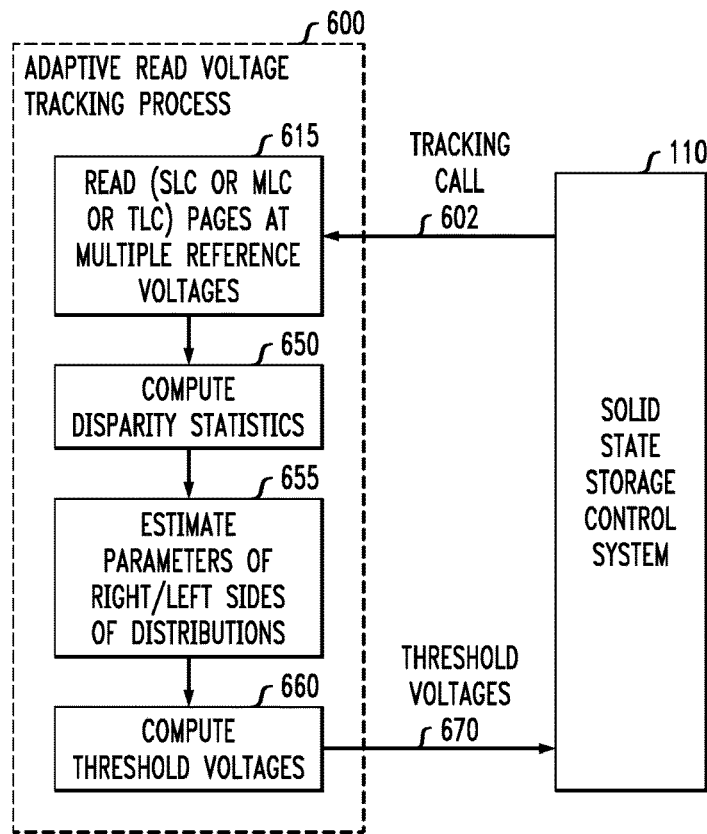 600
ADAPTIVE READ VOLTAGE
TRACKING PROCESS
615
READ (SLC OR MLC
OR TLC) PAGES AT
MULTIPLE REFERENCE
VOLTAGES
TRACKING
CALL
602
110
650
COMPUTE
DISPARITY STATISTICS
SOLID
STATE
STORAGE
CONTROL
SYSTEM
655
ESTIMATE
PARAMETERS OF
RIGHT/LEFT SIDES
OF DISTRIBUTIONS
THRESHOLD
VOLTAGES
670
660
COMPUTE
THRESHOLD VOLTAGES